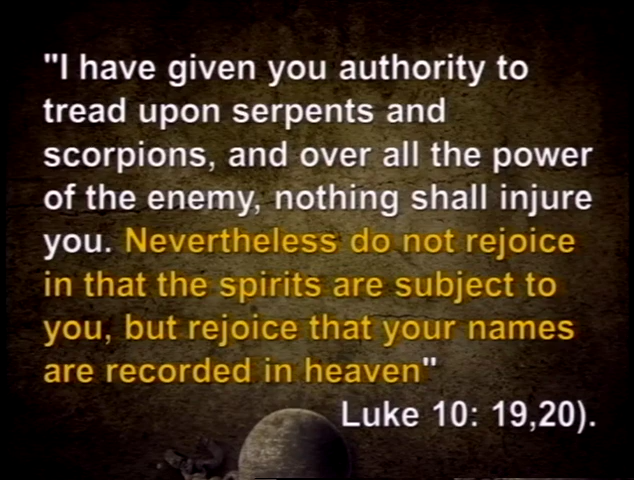 "I have given you authority to
tread upon serpents and
scorpions, and over all the power
of the enemy, nothing shall injure
you. Nevertheless do not rejoice
in that the spirits are subject to
you, but rejoice that your names
are recorded in heaven"
Luke 10: 19,20).